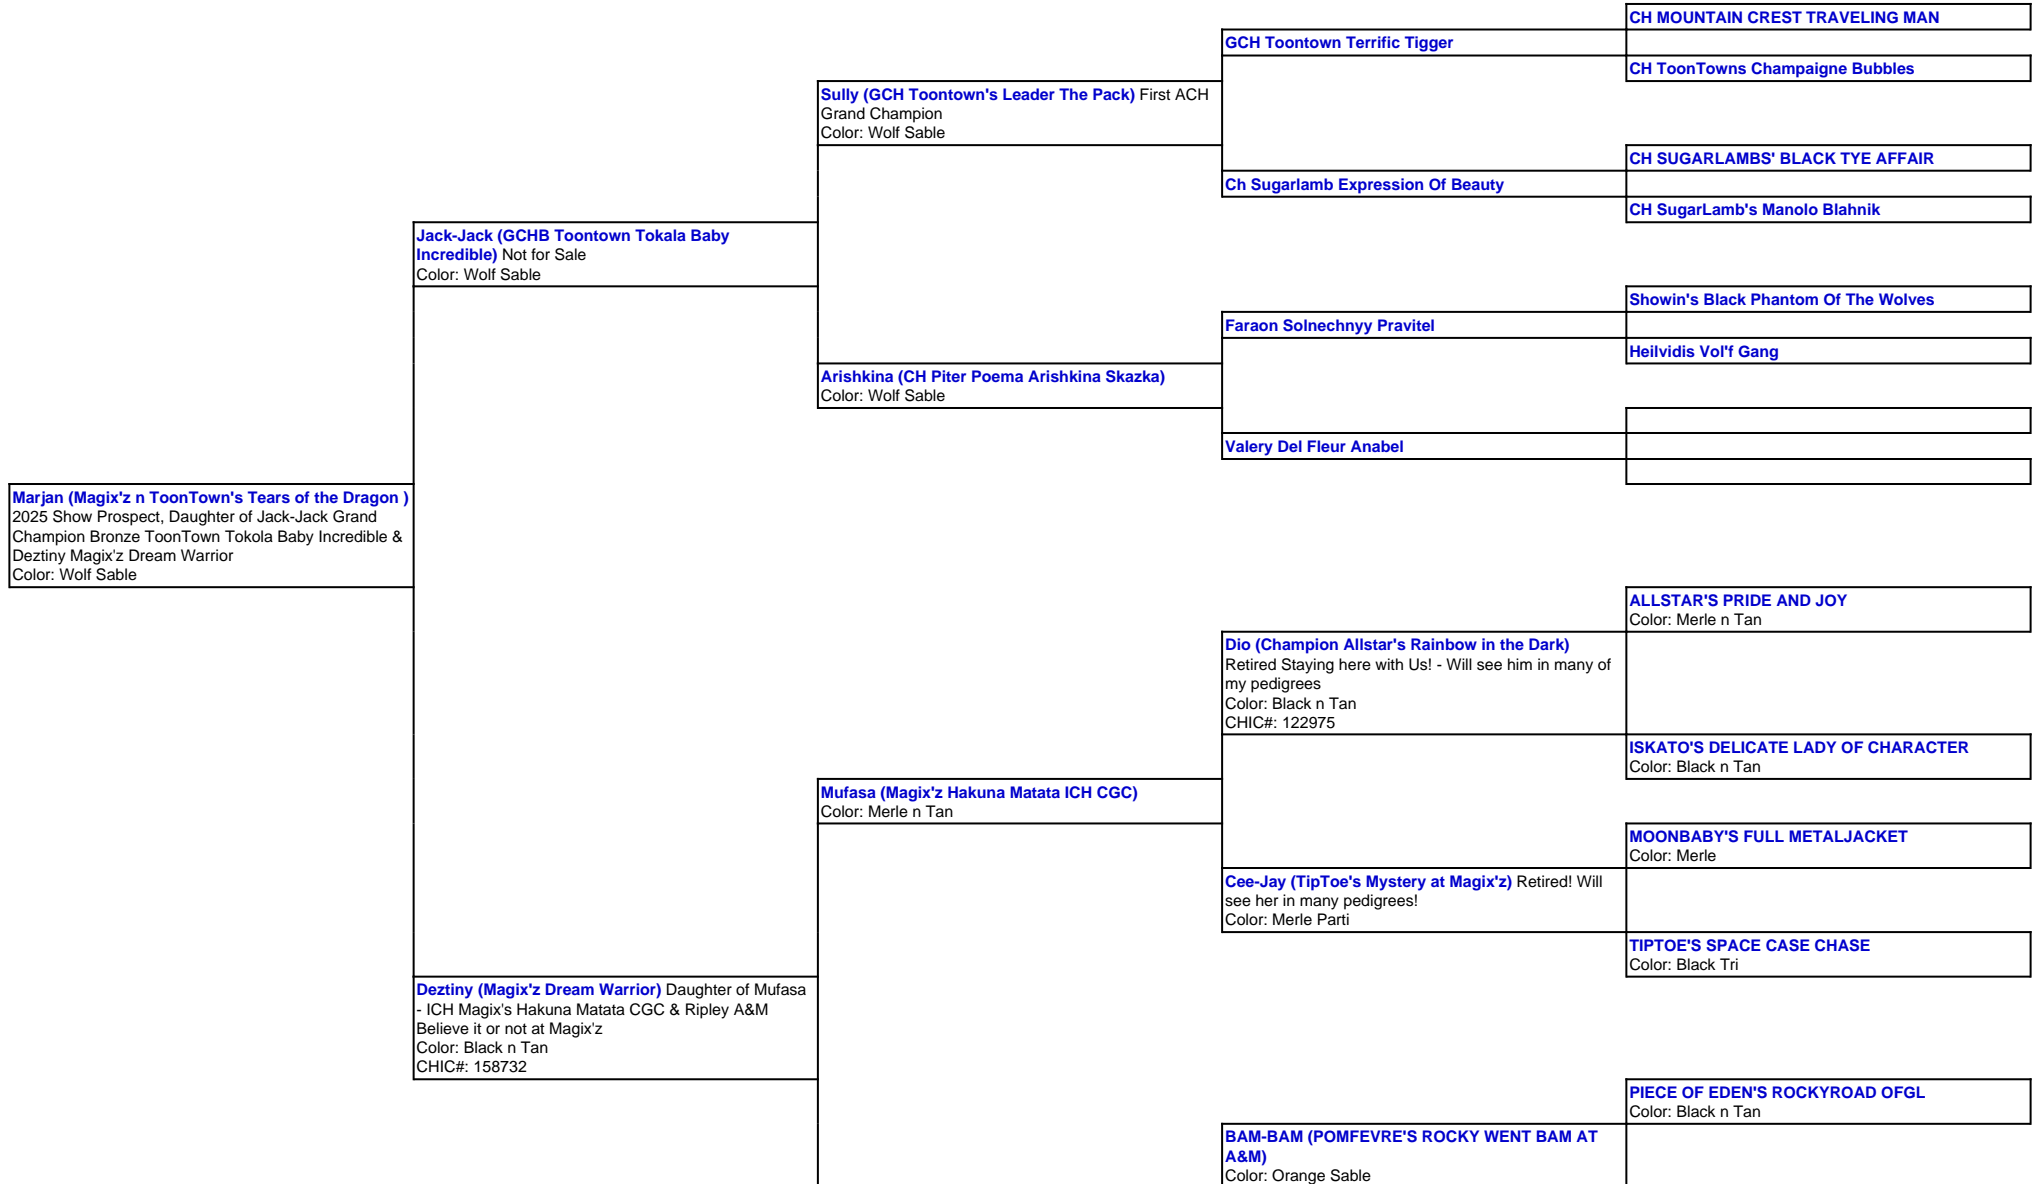 CH MOUNTAIN CREST TRAVELING MAN
GCH Toontown Terrific Tigger
CH ToonTowns Champaigne Bubbles
Sully (GCH Toontown's Leader The Pack) First ACH
Grand Champion
Color: Wolf Sable
CH SUGARLAMBS' BLACK TYE AFFAIR
Ch Sugarlamb Expression Of Beauty
CH SugarLamb's Manolo Blahnik
Jack-Jack (GCHB Toontown Tokala Baby
Incredible) Not for Sale
Color: Wolf Sable
Showin's Black Phantom Of The Wolves
Faraon Solnechnyy Pravitel
Heilvidis Vol'f Gang
Arishkina (CH Piter Poema Arishkina Skazka)
Color: Wolf Sable
Valery Del Fleur Anabel
Marjan (Magix'z n ToonTown's Tears of the Dragon )
2025 Show Prospect, Daughter of Jack-Jack Grand
Champion Bronze ToonTown Tokola Baby Incredible &
Deztiny Magix'z Dream Warrior
Color: Wolf Sable
ALLSTAR'S PRIDE AND JOY
Color: Merle n Tan
Dio (Champion Allstar's Rainbow in the Dark)
Retired Staying here with Us! - Will see him in many of
my pedigrees
Color: Black n Tan
CHIC#: 122975
ISKATO'S DELICATE LADY OF CHARACTER
Color: Black n Tan
Mufasa (Magix'z Hakuna Matata ICH CGC)
Color: Merle n Tan
MOONBABY'S FULL METALJACKET
Color: Merle
Cee-Jay (TipToe's Mystery at Magix'z) Retired! Will
see her in many pedigrees!
Color: Merle Parti
TIPTOE'S SPACE CASE CHASE
Color: Black Tri
Deztiny (Magix'z Dream Warrior) Daughter of Mufasa
- ICH Magix's Hakuna Matata CGC & Ripley A&M
Believe it or not at Magix'z
Color: Black n Tan
CHIC#: 158732
PIECE OF EDEN'S ROCKYROAD OFGL
Color: Black n Tan
BAM-BAM (POMFEVRE'S ROCKY WENT BAM AT
A&M)
Color: Orange Sable